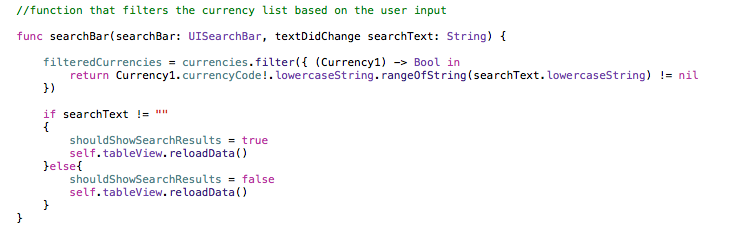 //function that filters the currency list based on the user input
func searchBar(searchBar: UISearchBar, textDidChange searchText: String) {
filteredCurrencies = currencies.filter({ (Currency1) -> Bool in
return Currency1.currencyCode!.lowercaseString.rangeOfString(searchText.lowercaseString) != nil
})
if searchText != ""
{
shouldShowSearchResults = true
self.tableView.reloadData()
}else{
shouldShowSearchResults = false
self.tableView.reloadData()
}
}